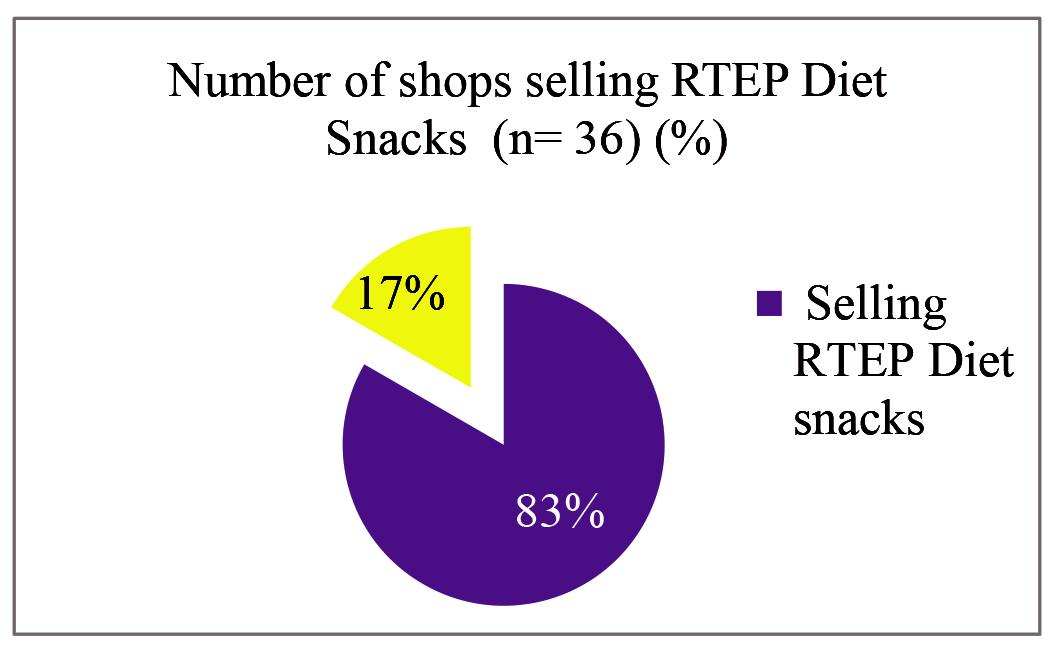 Number of shops selling RTEP Diet
Snacks (n= 36) (%)
17%
83%
Selling
RTEP Diet
snacks